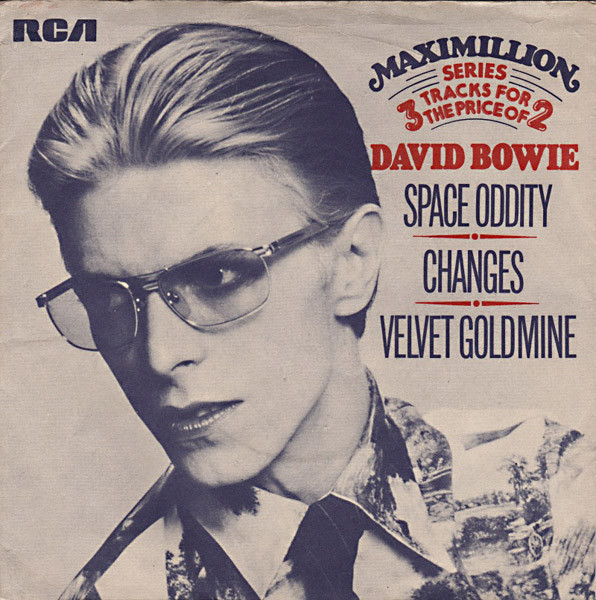 RCA
MAXIMILLION
SERIES
3 TRACKS FOR
THE PRICE OF 2
DAVID BOWIE
SPACE ODDITY
CHANGES
VELVET GOLDMINE